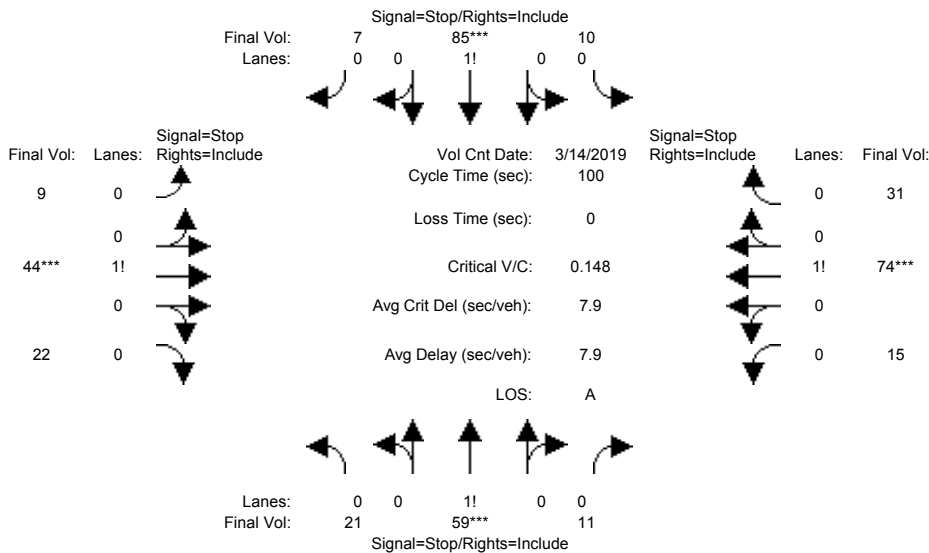 Signal=Stop/Rights=Include
Final Vol: 7 85*** 10
Lanes: 0 0 1! 0 0
Signal=Stop Signal=Stop
Final Vol: Lanes: Rights=Include Vol Cnt Date: 3/14/2019 Rights=Include Lanes: Final Vol:
Cycle Time (sec): 100
9 0 0 31
Loss Time (sec): 0
0 0
44*** 1! Critical V/C: 0.148 1! 74***
0 Avg Crit Del (sec/veh): 7.9 0
22 0 Avg Delay (sec/veh): 7.9 0 15
LOS: A
Lanes: 0 0 1! 0 0
Final Vol: 21 59*** 11
Signal=Stop/Rights=Include